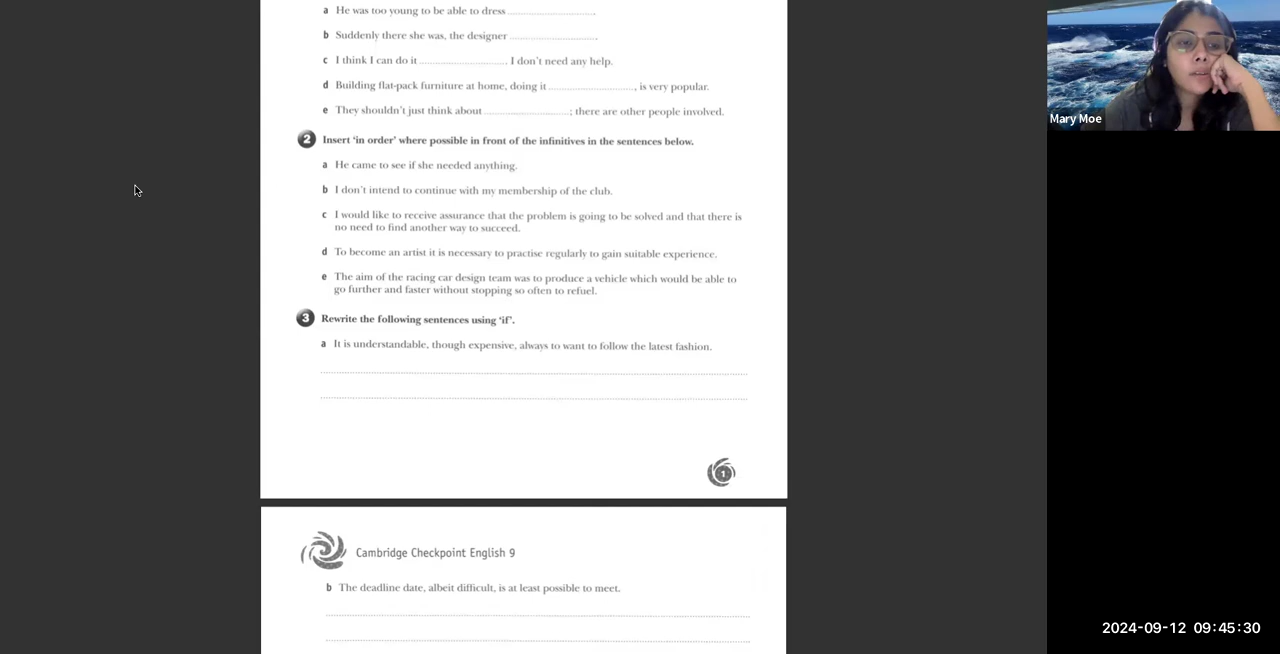 a He was too young to be able to dress ..............................
b Suddenly there she was, the designer ..............................
c I think I can do it .............................. I don't need any help.
d Building flat-pack furniture at home, doing it .............................., is very popular.
e They shouldn't just think about ..............................; there are other people involved.
2 Insert 'in order' where possible in front of the infinitives in the sentences below.
a He came to see if she needed anything.
b I don't intend to continue with my membership of the club.
c I would like to receive assurance that the problem is going to be solved and that there is
no need to find another way to succeed.
d To become an artist it is necessary to practise regularly to gain suitable experience.
e The aim of the racing car design team was to produce a vehicle which would be able to
go further and faster without stopping so often to refuel.
3 Rewrite the following sentences using 'if'.
a It is understandable, though expensive, always to want to follow the latest fashion.
1
Cambridge Checkpoint English 9
b The deadline date, albeit difficult, is at least possible to meet.
Mary Moe
2024-09-12 09:45:30